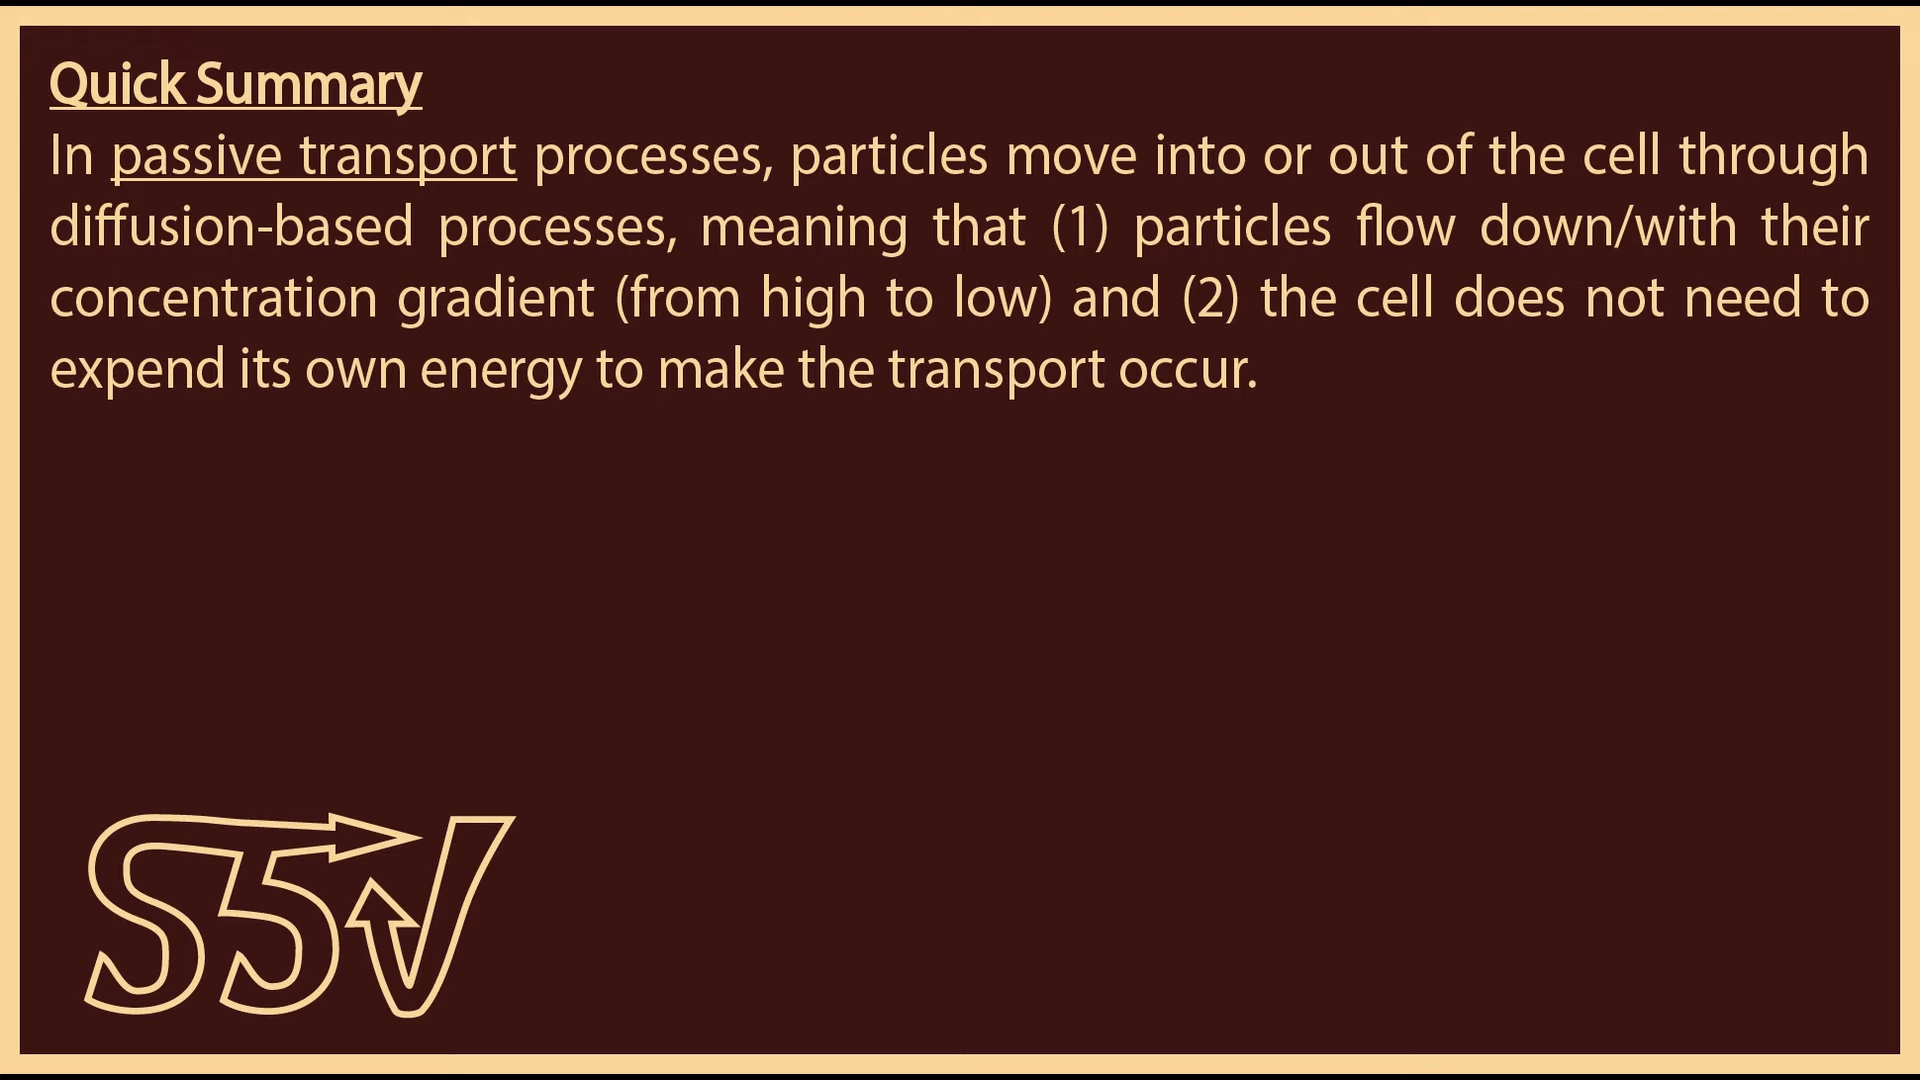 Quick Summary
In passive transport processes, particles move into or out of the cell through
diffusion-based processes, meaning that (1) particles flow down/with their
concentration gradient (from high to low) and (2) the cell does not need to
expend its own energy to make the transport occur.
S5V